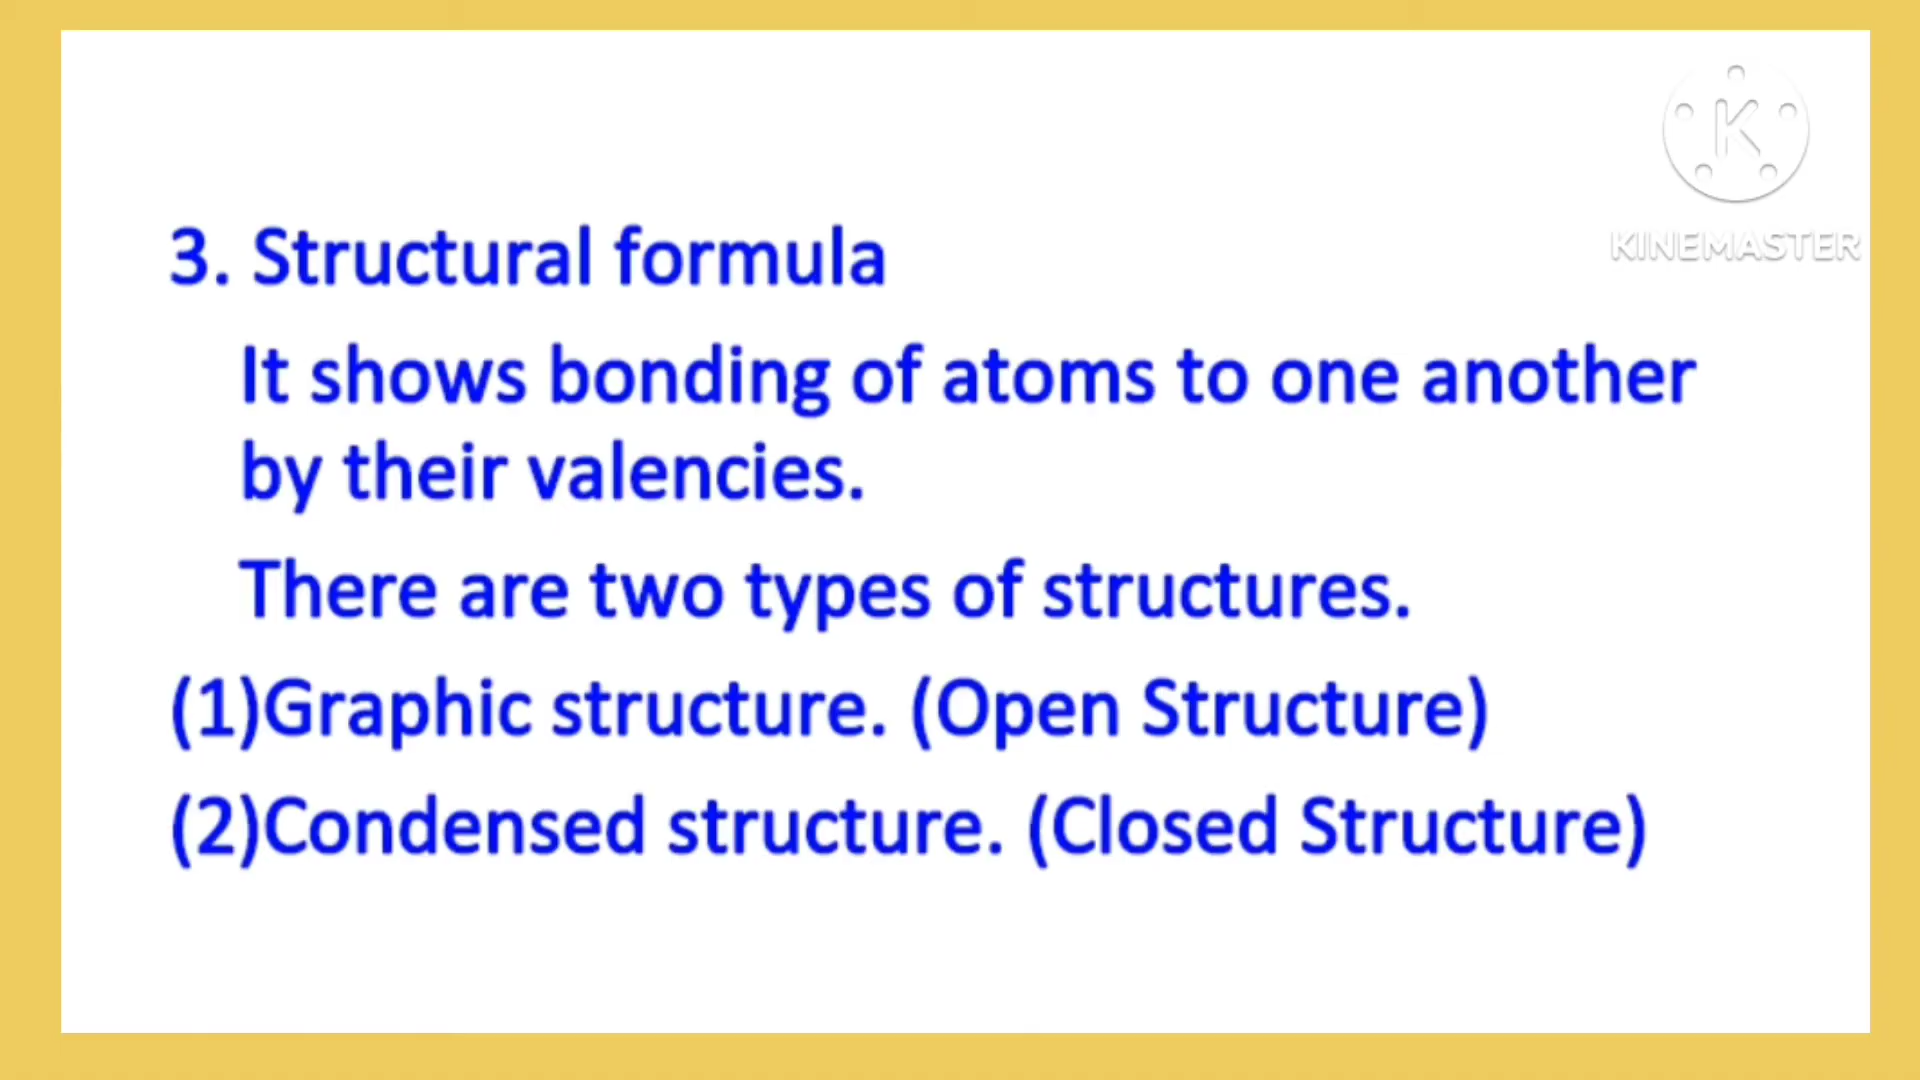 K
KINEMASTER
3. Structural formula
It shows bonding of atoms to one another
by their valencies.
There are two types of structures.
(1)Graphic structure. (Open Structure)
(2)Condensed structure. (Closed Structure)